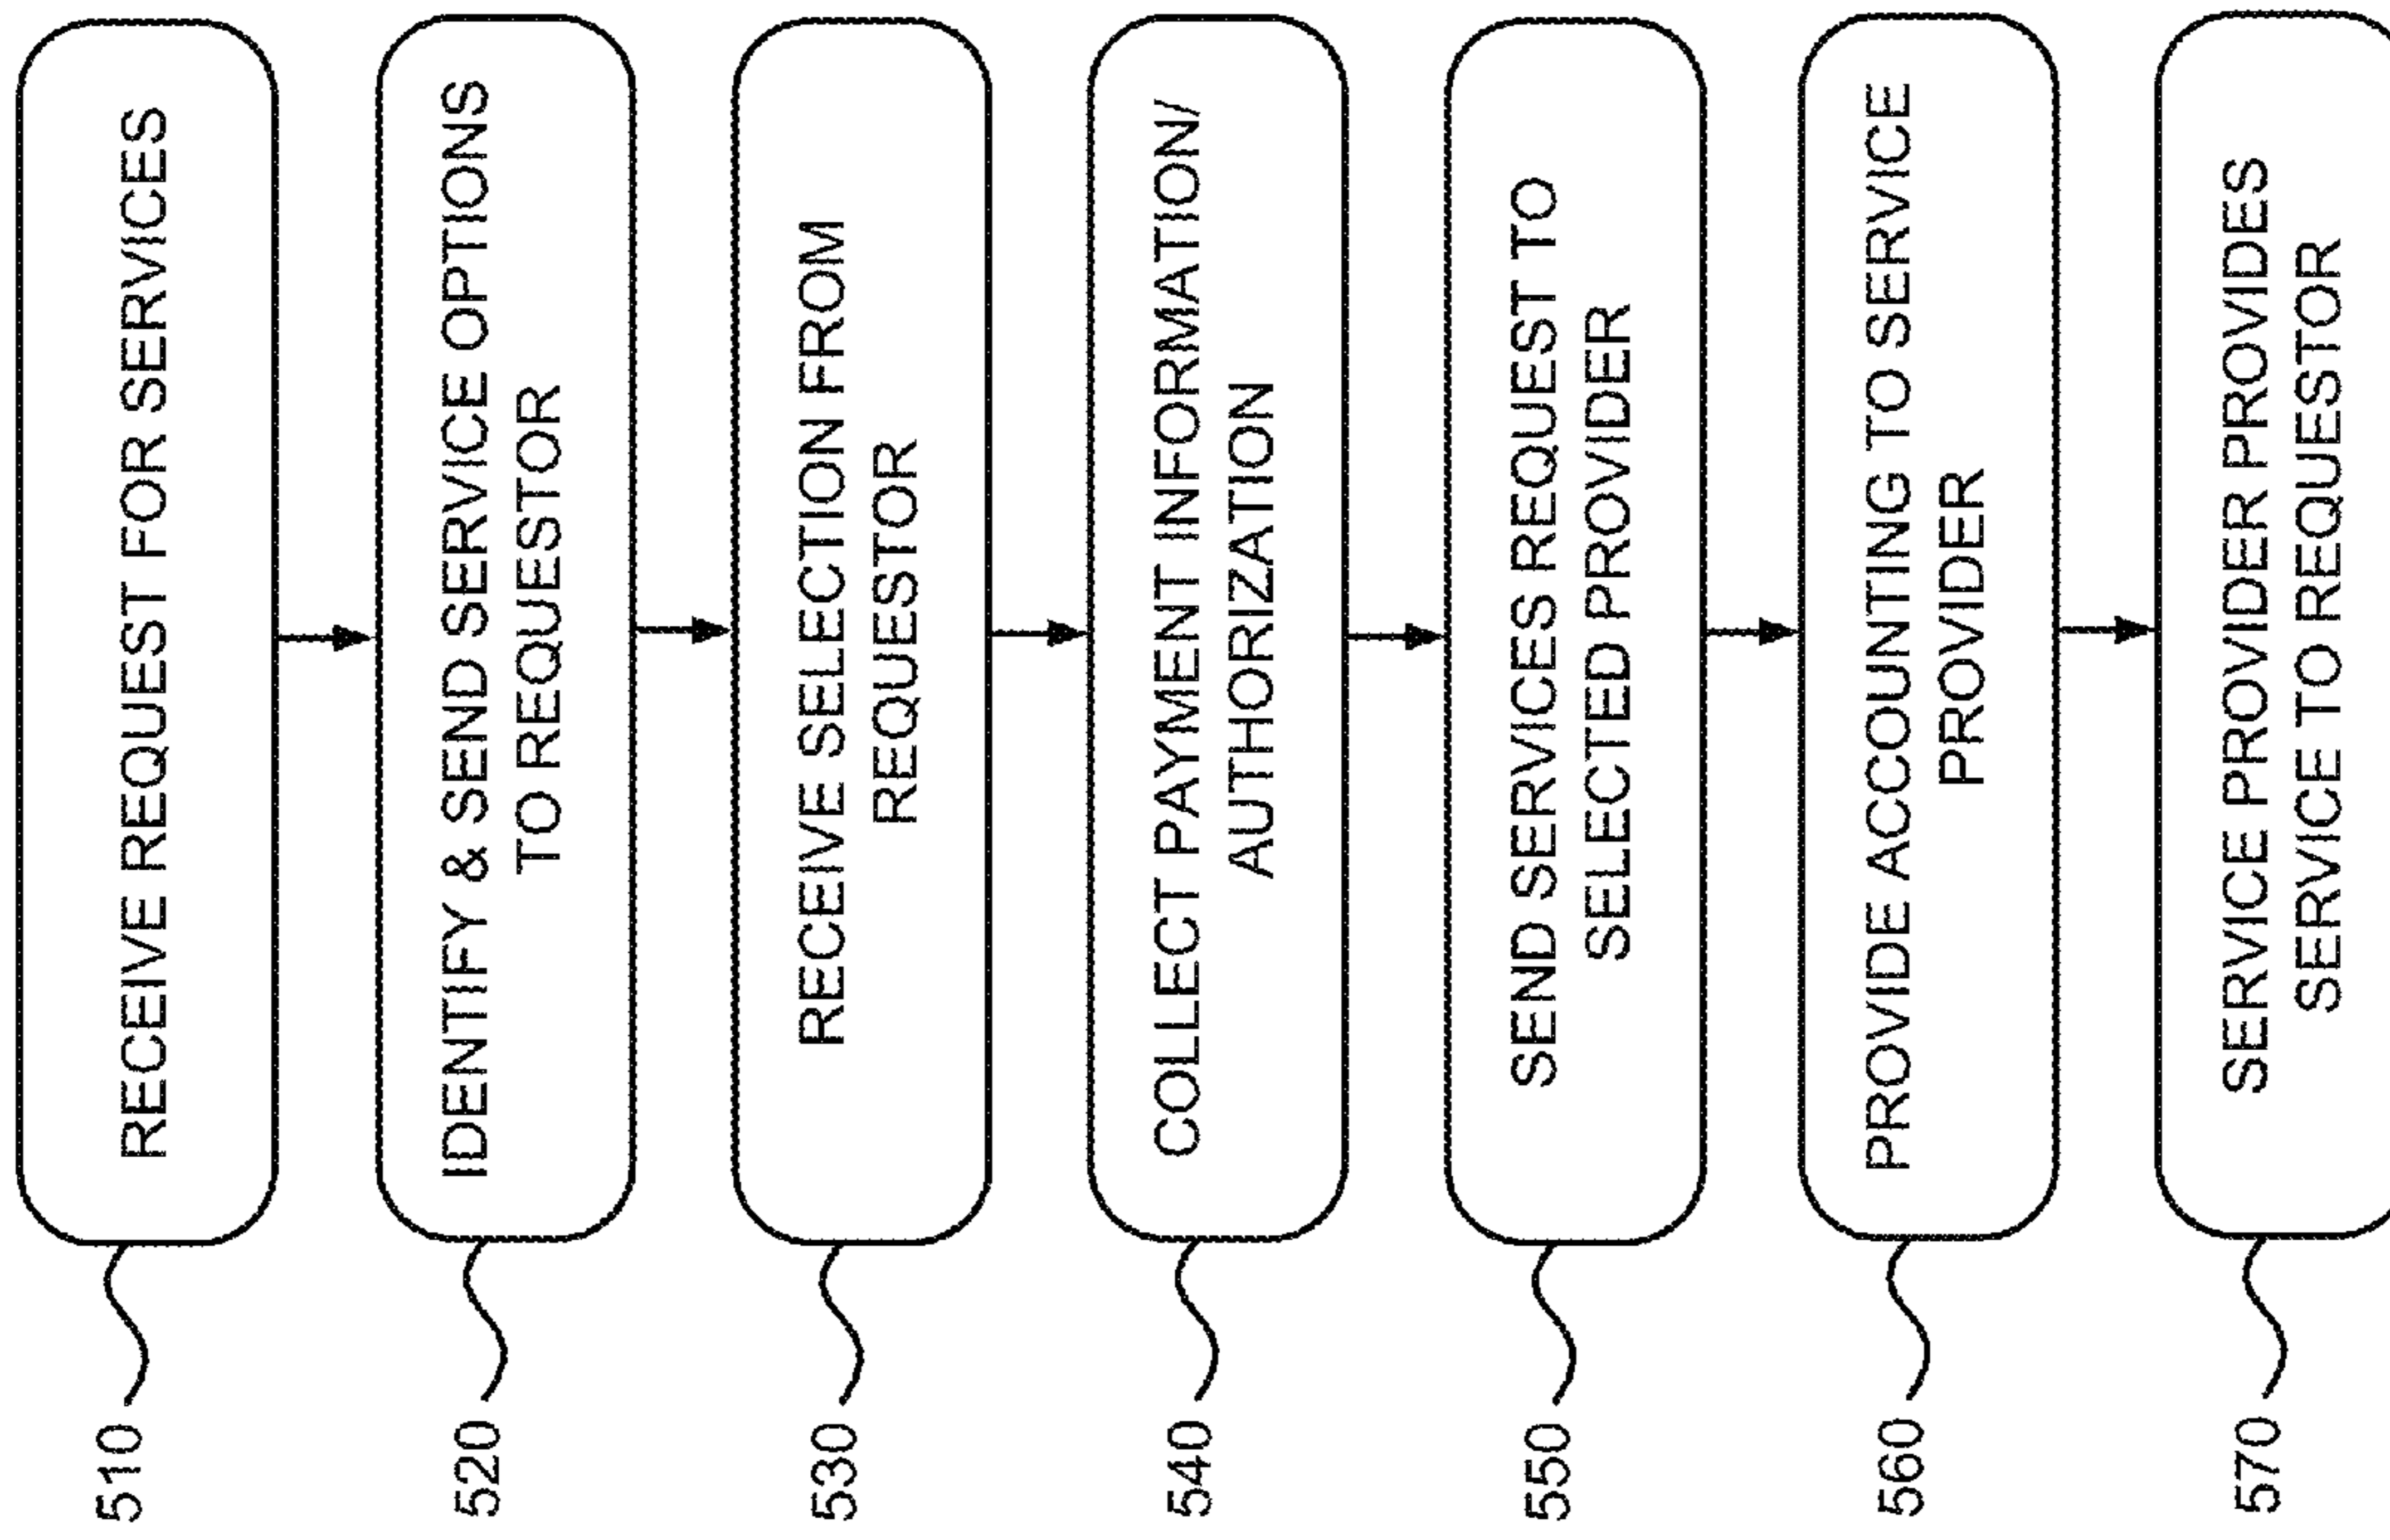 510
RECEIVE REQUEST FOR SERVICES
520
IDENTIFY & SEND SERVICE OPTIONS
TO REQUESTOR
530
RECEIVE SELECTION FROM
REQUESTOR
540
COLLECT PAYMENT INFORMATION/
AUTHORIZATION
550
SEND SERVICES REQUEST TO
SELECTED PROVIDER
560
PROVIDE ACCOUNTING TO SERVICE
PROVIDER
570
SERVICE PROVIDER PROVIDES
SERVICE TO REQUESTOR